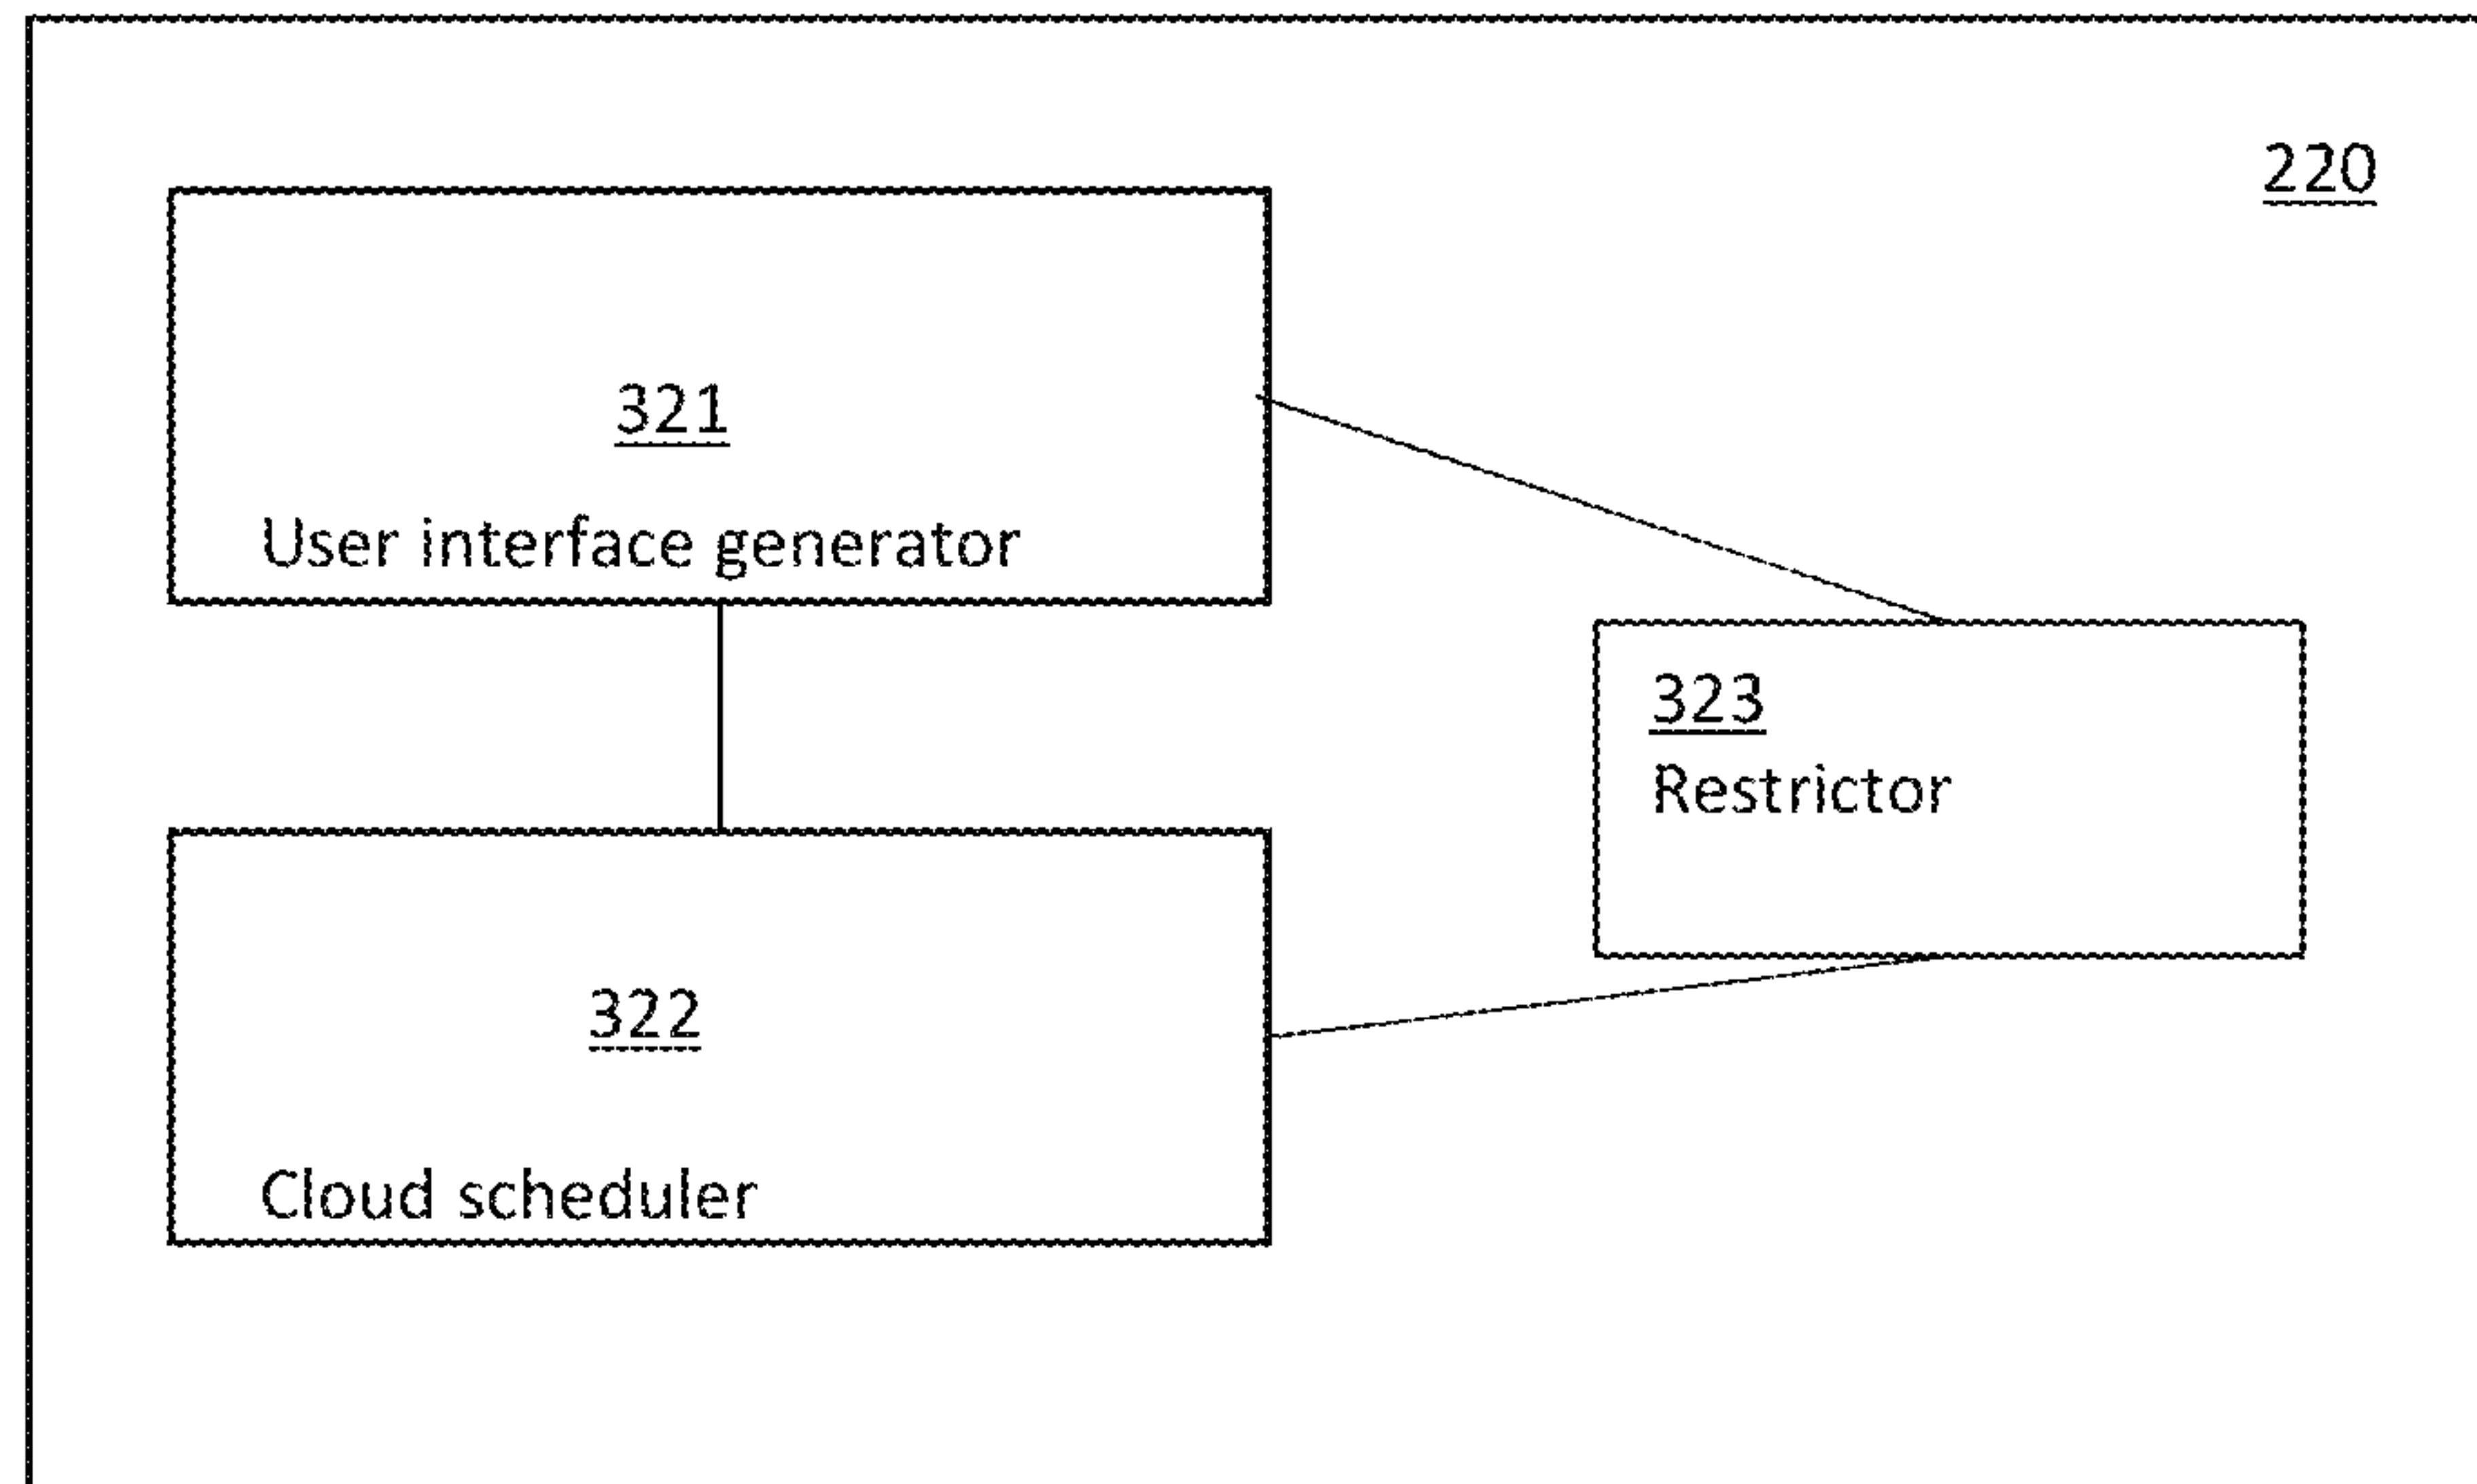 220
321
User interface generator
323
Restrictor
322
Cloud scheduler